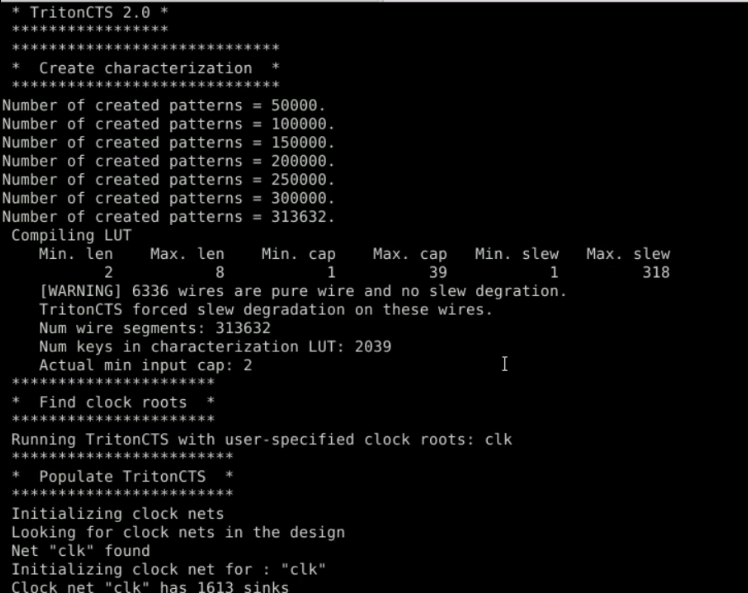 * TritonCTS 2.0 *
*****************
*****************************
*  Create characterization  *
*****************************
Number of created patterns = 50000.
Number of created patterns = 100000.
Number of created patterns = 150000.
Number of created patterns = 200000.
Number of created patterns = 250000.
Number of created patterns = 300000.
Number of created patterns = 313632.
Compiling LUT
Min. len    Max. len    Min. cap    Max. cap    Min. slew    Max. slew
2           8           1           39          1            318
[WARNING] 6336 wires are pure wire and no slew degration.
TritonCTS forced slew degradation on these wires.
Num wire segments: 313632
Num keys in characterization LUT: 2039
Actual min input cap: 2
**********************
*  Find clock roots  *
**********************
Running TritonCTS with user-specified clock roots: clk
************************
*  Populate TritonCTS  *
************************
Initializing clock nets
Looking for clock nets in the design
Net "clk" found
Initializing clock net for : "clk"
Clock net "clk" has 1613 sinks